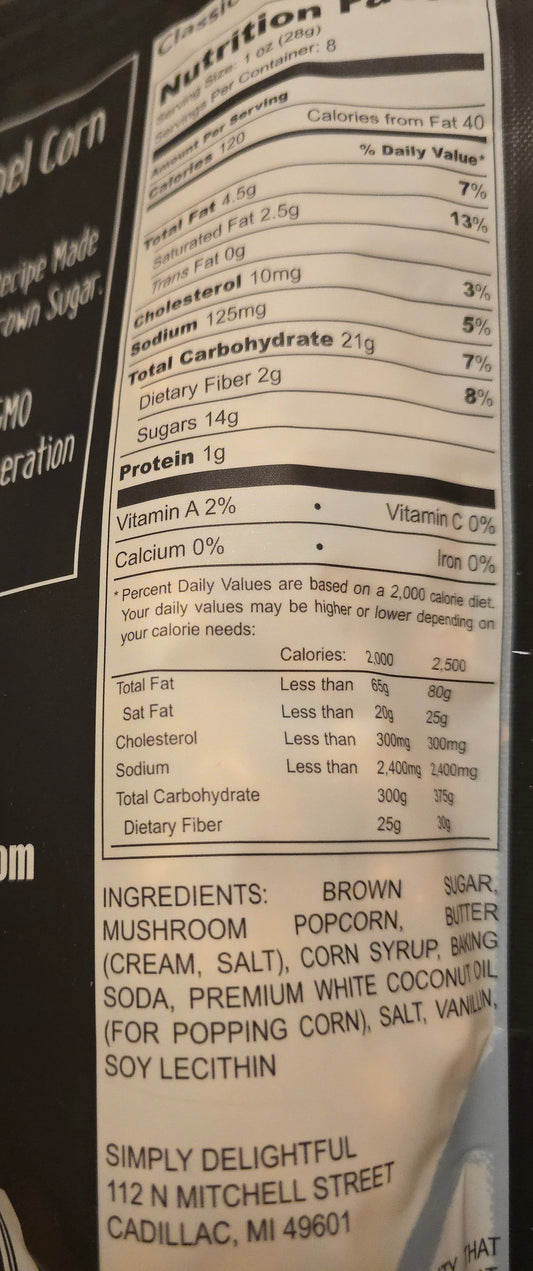 Classic
Nutrition
Serving Size: 1 oz (28g)
Servings Per Container: 8
Amount Per Serving
Calories 120 Calories from Fat 40
% Daily Value*
Total Fat 4.5g 7%
Saturated Fat 2.5g 13%
Trans Fat 0g
Cholesterol 10mg 3%
Sodium 125mg 5%
Total Carbohydrate 21g 7%
Dietary Fiber 2g 8%
Sugars 14g
Protein 1g
Vitamin A 2% • Vitamin C 0%
Calcium 0% • Iron 0%
* Percent Daily Values are based on a 2,000 calorie diet.
Your daily values may be higher or lower depending on
your calorie needs:
Calories: 2,000 2,500
Total Fat Less than 65g 80g
Sat Fat Less than 20g 25g
Cholesterol Less than 300mg 300mg
Sodium Less than 2,400mg 2,400mg
Total Carbohydrate 300g 375g
Dietary Fiber 25g 30g
INGREDIENTS: BROWN SUGAR,
MUSHROOM POPCORN, BUTTER
(CREAM, SALT), CORN SYRUP, BAKING
SODA, PREMIUM WHITE COCONUT OIL
(FOR POPPING CORN), SALT, VANILLIN,
SOY LECITHIN
SIMPLY DELIGHTFUL
112 N MITCHELL STREET
CADILLAC, MI 49601
Corn
Made
Sugar.
THAT